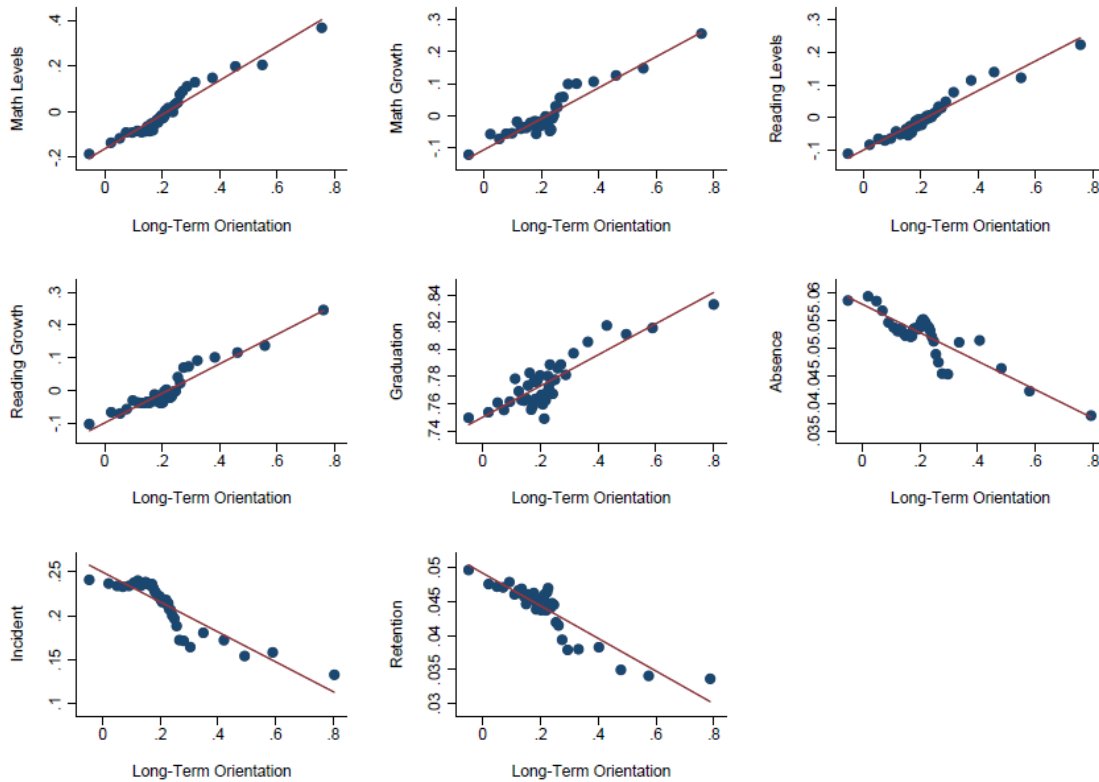 Math Levels
-.2 0 .2 .4
0 .2 .4 .6 .8
Long-Term Orientation
Math Growth
-.1 0 .1 .2 .3
0 .2 .4 .6 .8
Long-Term Orientation
Reading Levels
-.1 0 .1 .2 .3
0 .2 .4 .6 .8
Long-Term Orientation
Reading Growth
-.1 0 .1 .2 .3
0 .2 .4 .6 .8
Long-Term Orientation
Graduation
.74 .76 .78 .8 .82 .84
0 .2 .4 .6 .8
Long-Term Orientation
Absence
.035 .04 .045 .05 .055 .06
0 .2 .4 .6 .8
Long-Term Orientation
Incident
.1 .15 .2 .25
0 .2 .4 .6 .8
Long-Term Orientation
Retention
.03 .035 .04 .045 .05
0 .2 .4 .6 .8
Long-Term Orientation